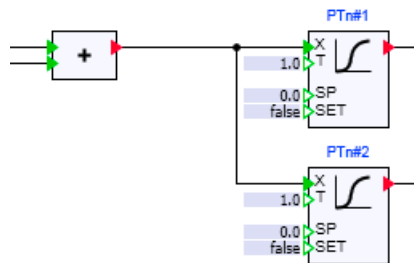 PTn#1
+
X
1.0 T
0.0 SP
false SET
PTn#2
X
1.0 T
0.0 SP
false SET